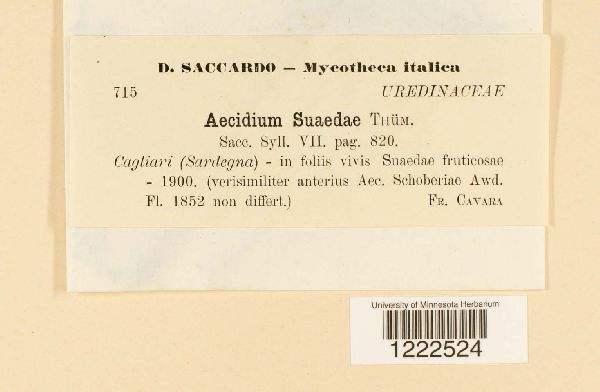 D. SACCARDO — Mycotheca italica
715 UREDINACEAE
Aecidium Suaedae THÜM.
Sacc. Syll. VII. pag. 820.
Cagliari (Sardegna) - in foliis vivis Suaedae fruticosae
- 1900. (verisimiliter anterius Aec. Schoberiae Awd.
Fl. 1852 non differt.) FR. CAVARA
University of Minnesota Herbarium
1222524